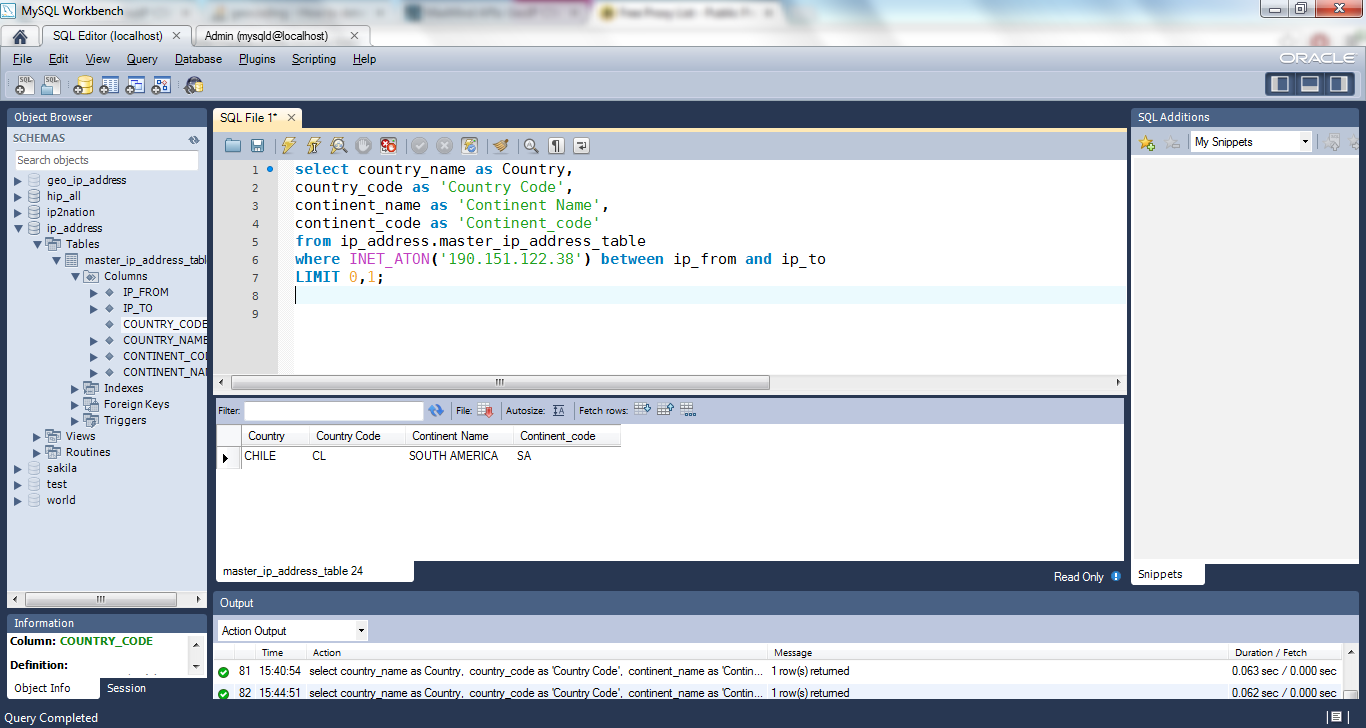 MySQL Workbench
SQL Editor (localhost)
Admin (mysqld@localhost)
File Edit View Query Database Plugins Scripting Help
ORACLE
SQL SQL
Object Browser
SCHEMAS
Search objects
geo_ip_address
hip_all
ip2nation
ip_address
Tables
master_ip_address_tabl
Columns
IP_FROM
IP_TO
COUNTRY_CODE
COUNTRY_NAME
CONTINENT_COI
CONTINENT_NAI
Indexes
Foreign Keys
Triggers
Views
Routines
sakila
test
world
Information
Column: COUNTRY_CODE
Definition:
Object Info Session
Query Completed
SQL File 1*
1 select country_name as Country,
2 country_code as 'Country Code',
3 continent_name as 'Continent Name',
4 continent_code as 'Continent_code'
5 from ip_address.master_ip_address_table
6 where INET_ATON('190.151.122.38') between ip_from and ip_to
7 LIMIT 0,1;
8
9
Filter: File: Autosize: Fetch rows:
Country Country Code Continent Name Continent_code
CHILE CL SOUTH AMERICA SA
master_ip_address_table 24
Read Only
SQL Additions
My Snippets
Snippets
Output
Action Output
Time Action Message Duration / Fetch
81 15:40:54 select country_name as Country, country_code as 'Country Code', continent_name as 'Contin... 1 row(s) returned 0.063 sec / 0.000 sec
82 15:44:51 select country_name as Country, country_code as 'Country Code', continent_name as 'Contin... 1 row(s) returned 0.062 sec / 0.000 sec